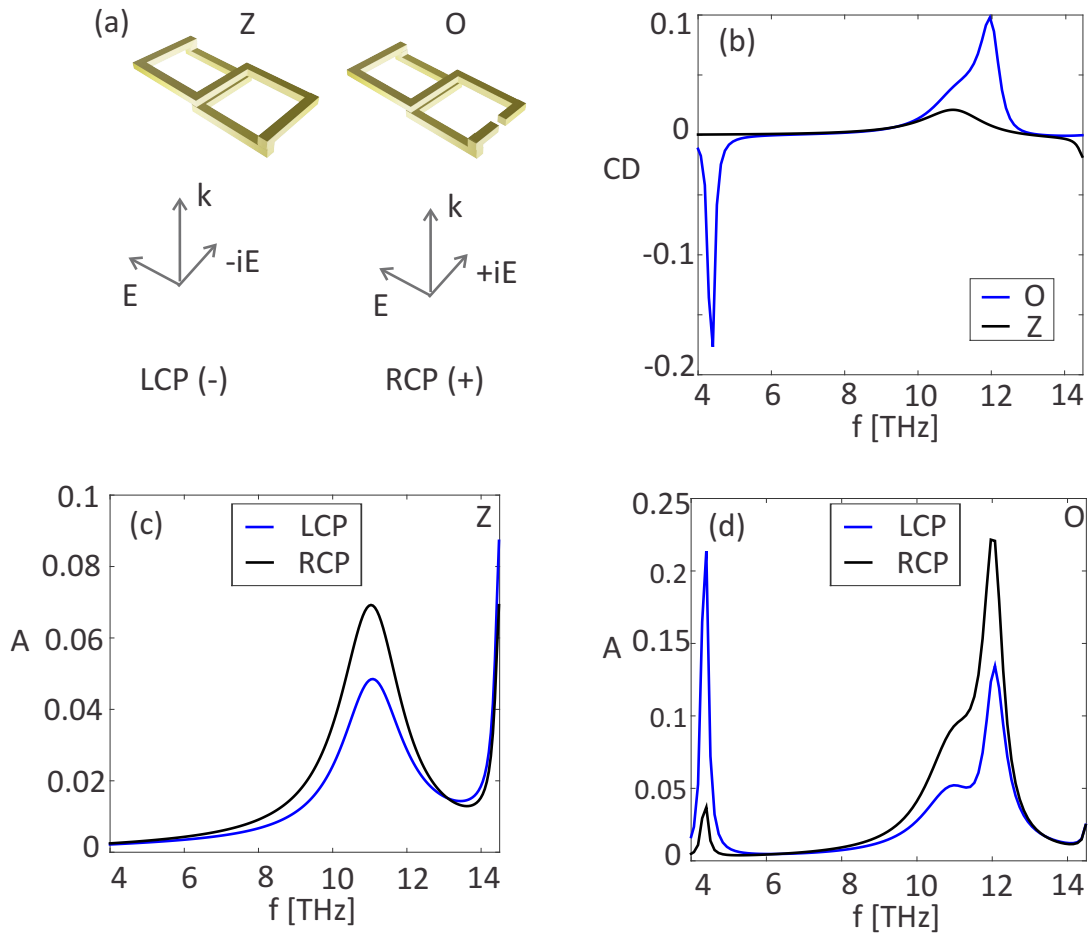 (a)
Z
O
k
-iE
E
LCP (-)
k
+iE
E
RCP (+)
(b)
0.1
0
CD
-0.1
-0.2
O
Z
4 6 8 10 12 14
f [THz]
(c)
Z
LCP
RCP
0.1
0.08
0.06
A
0.04
0.02
0
4 6 8 10 12 14
f [THz]
(d)
O
LCP
RCP
0.25
0.2
0.15
A
0.1
0.05
0
4 6 8 10 12 14
f [THz]